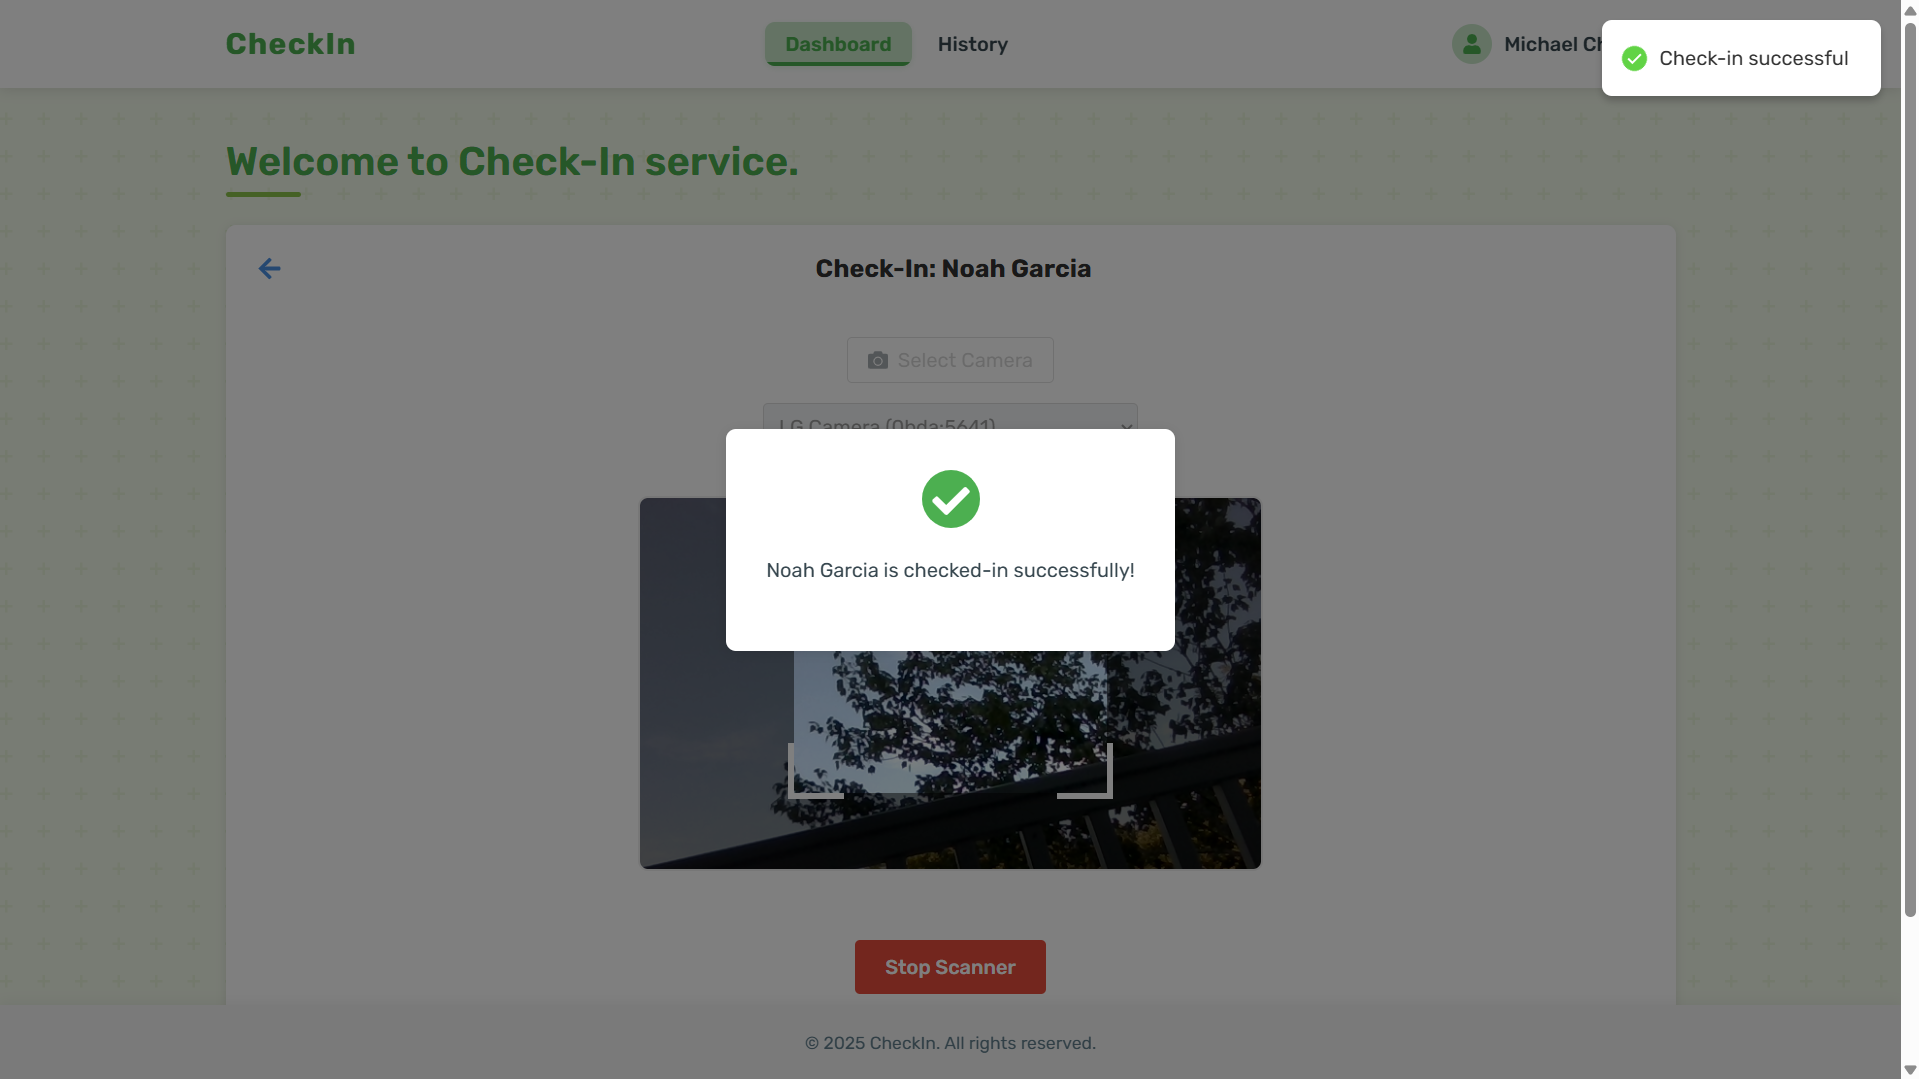 CheckIn
Dashboard
History
Michael Ch
Check-in successful
Welcome to Check-In service.
Check-In: Noah Garcia
Select Camera
LG Camera (0bda:5641)
Noah Garcia is checked-in successfully!
Stop Scanner
© 2025 CheckIn. All rights reserved.